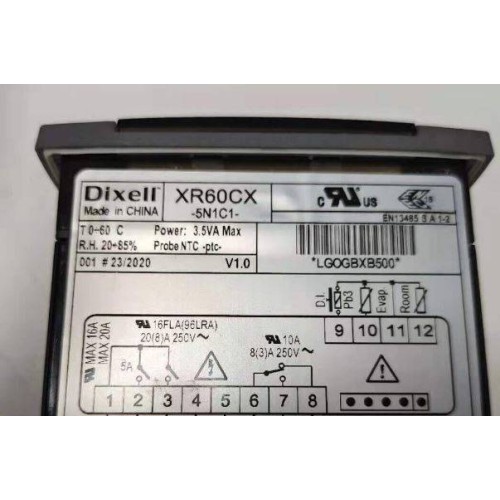 Dixell XR60CX
Made in CHINA -5N1C1-
c RU US
EN13485 S A 1-2
T 0÷60 C Power: 3.5VA Max
R.H. 20÷85% Probe NTC -ptc-
001 # 23/2020 V1.0
*LGOGBXB500*
D.I.
Pb3
Evap.
Room
9 10 11 12
MAX 16A
MAX 20A
16FLA(96LRA)
20(8)A 250V~
5A
10A
8(3)A 250V~
1 2 3 4 5 6 7 8